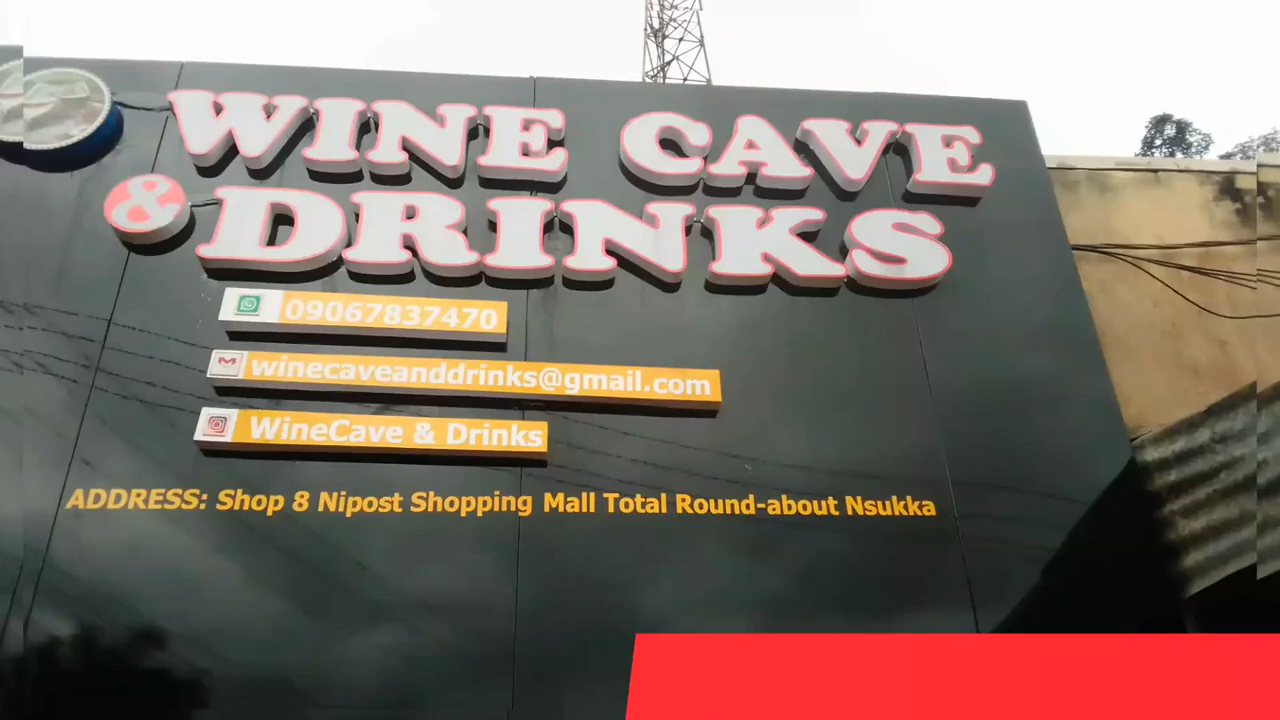 WINE CAVE
& DRINKS
09067837470
winecaveanddrinks@gmail.com
WineCave & Drinks
ADDRESS: Shop 8 Nipost Shopping Mall Total Round-about Nsukka